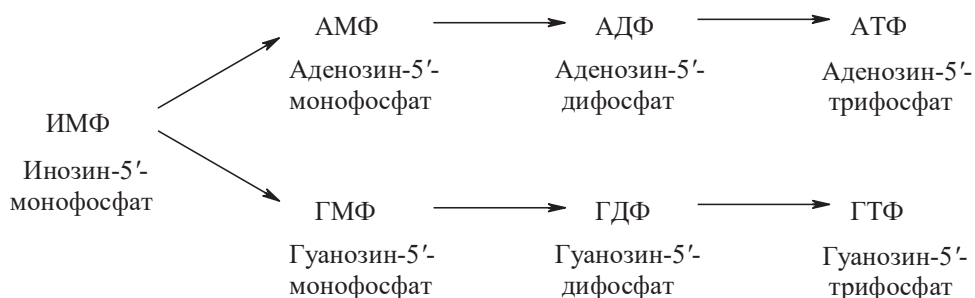 АМФ
Аденозин-5'-
монофосфат
АДФ
Аденозин-5'-
дифосфат
АТФ
Аденозин-5'-
трифосфат
ИМФ
Инозин-5'-
монофосфат
ГМФ
Гуанозин-5'-
монофосфат
ГДФ
Гуанозин-5'-
дифосфат
ГТФ
Гуанозин-5'-
трифосфат